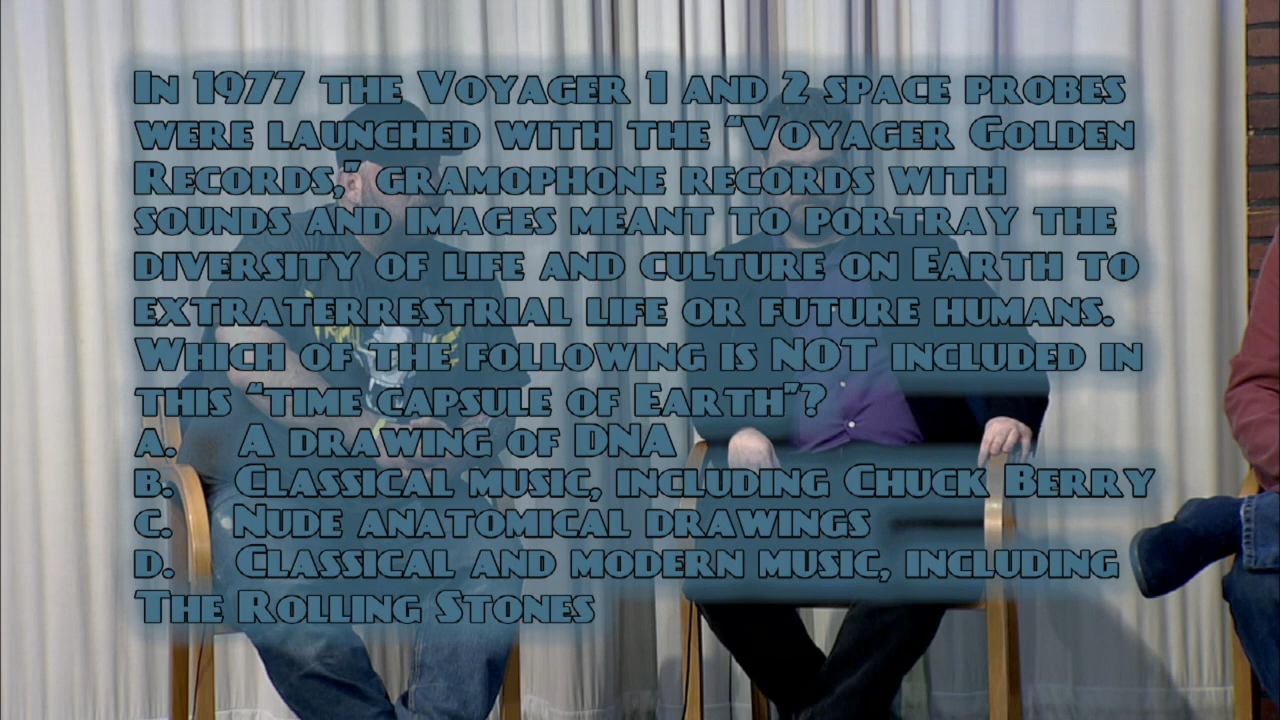 In 1977 the Voyager 1 and 2 space probes
were launched with the “Voyager Golden
Records,” gramophone records with
sounds and images meant to portray the
diversity of life and culture on Earth to
extraterrestrial life or future humans.
Which of the following is NOT included in
this “time capsule of Earth”?
a. A drawing of DNA
b. Classical music, including Chuck Berry
c. Nude anatomical drawings
d. Classical and modern music, including
The Rolling Stones